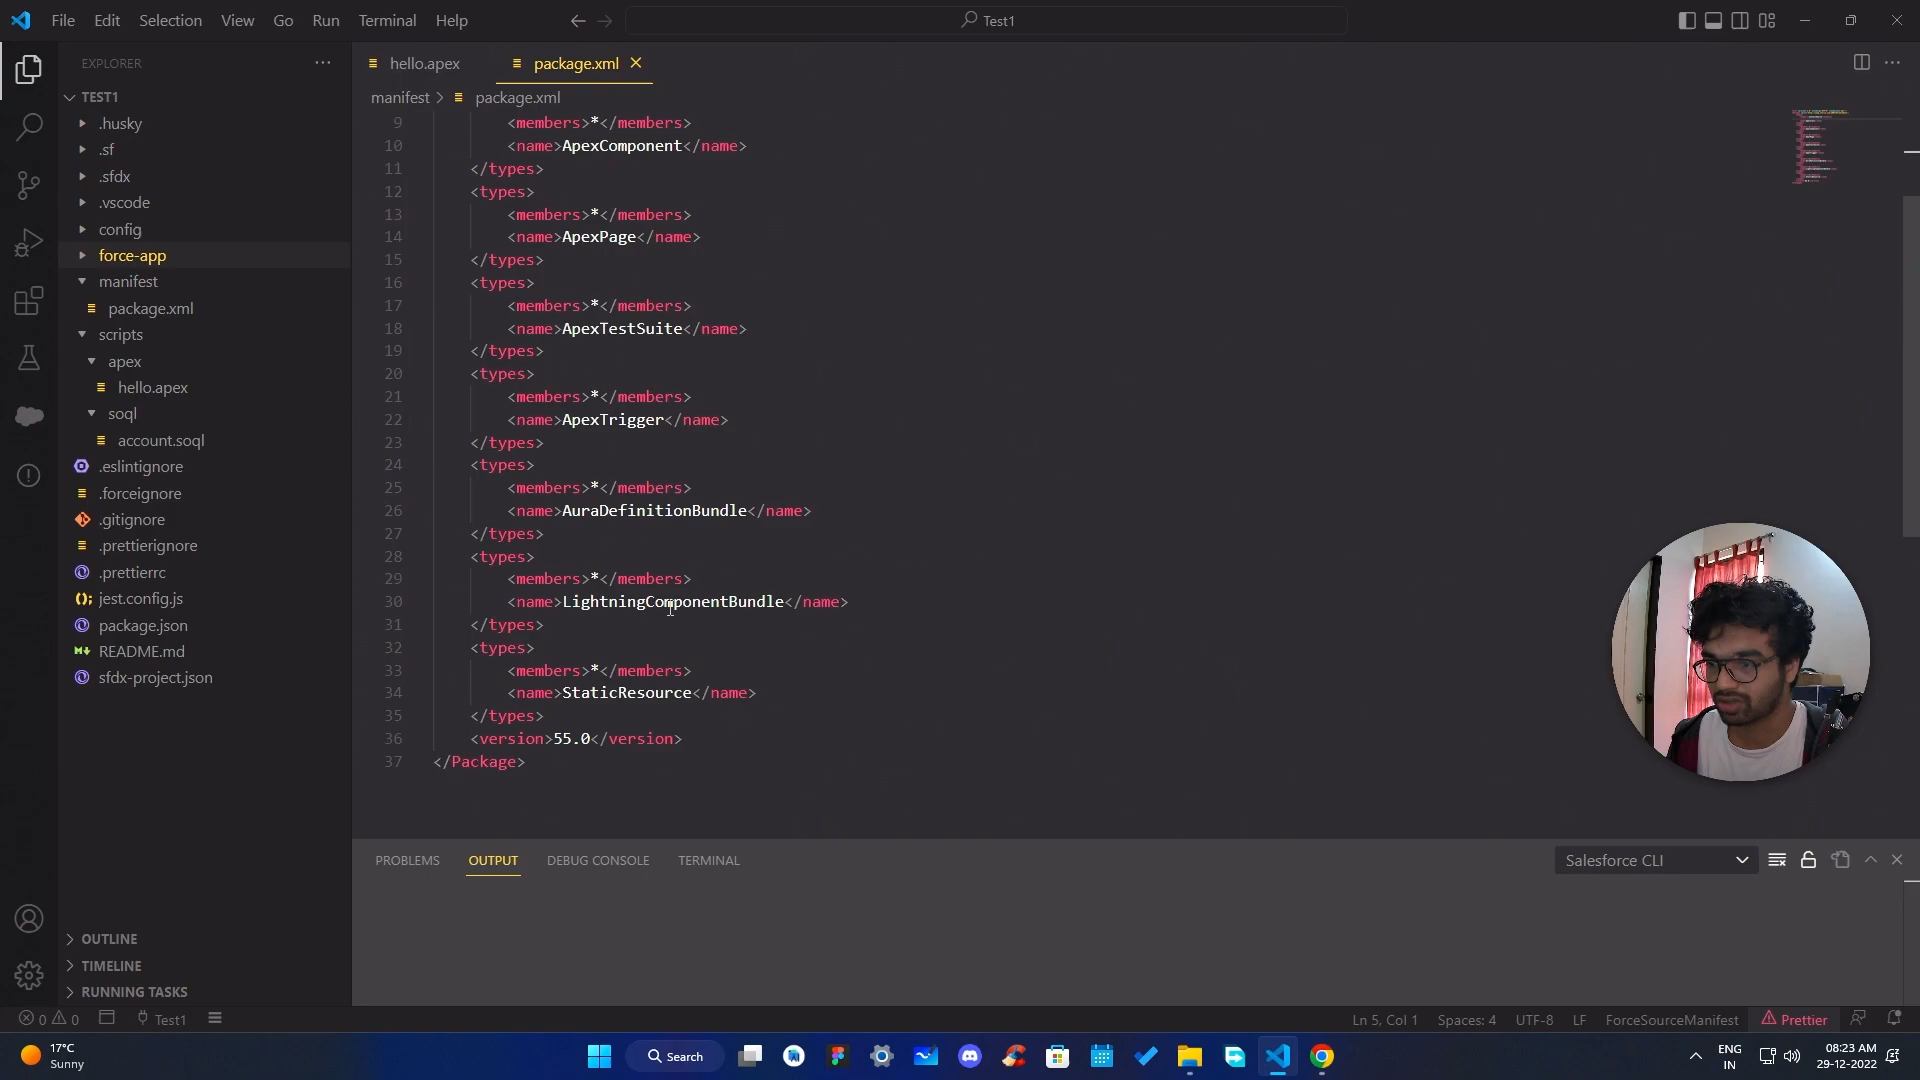 File Edit Selection View Go Run Terminal Help
Test1
EXPLORER
TEST1
.husky
.sf
.sfdx
.vscode
config
force-app
manifest
package.xml
scripts
apex
hello.apex
soql
account.soql
.eslintignore
.forceignore
.gitignore
.prettierignore
.prettierrc
jest.config.js
package.json
README.md
sfdx-project.json
OUTLINE
TIMELINE
RUNNING TASKS
hello.apex
package.xml
manifest > package.xml
9 <members>*</members>
10 <name>ApexComponent</name>
11 </types>
12 <types>
13 <members>*</members>
14 <name>ApexPage</name>
15 </types>
16 <types>
17 <members>*</members>
18 <name>ApexTestSuite</name>
19 </types>
20 <types>
21 <members>*</members>
22 <name>ApexTrigger</name>
23 </types>
24 <types>
25 <members>*</members>
26 <name>AuraDefinitionBundle</name>
27 </types>
28 <types>
29 <members>*</members>
30 <name>LightningComponentBundle</name>
31 </types>
32 <types>
33 <members>*</members>
34 <name>StaticResource</name>
35 </types>
36 <version>55.0</version>
37 </Package>
PROBLEMS OUTPUT DEBUG CONSOLE TERMINAL
Salesforce CLI
0 0 Test1
Ln 5, Col 1 Spaces: 4 UTF-8 LF ForceSourceManifest Prettier
17°C
Sunny
Search
ENG
IN
08:23 AM
29-12-2022